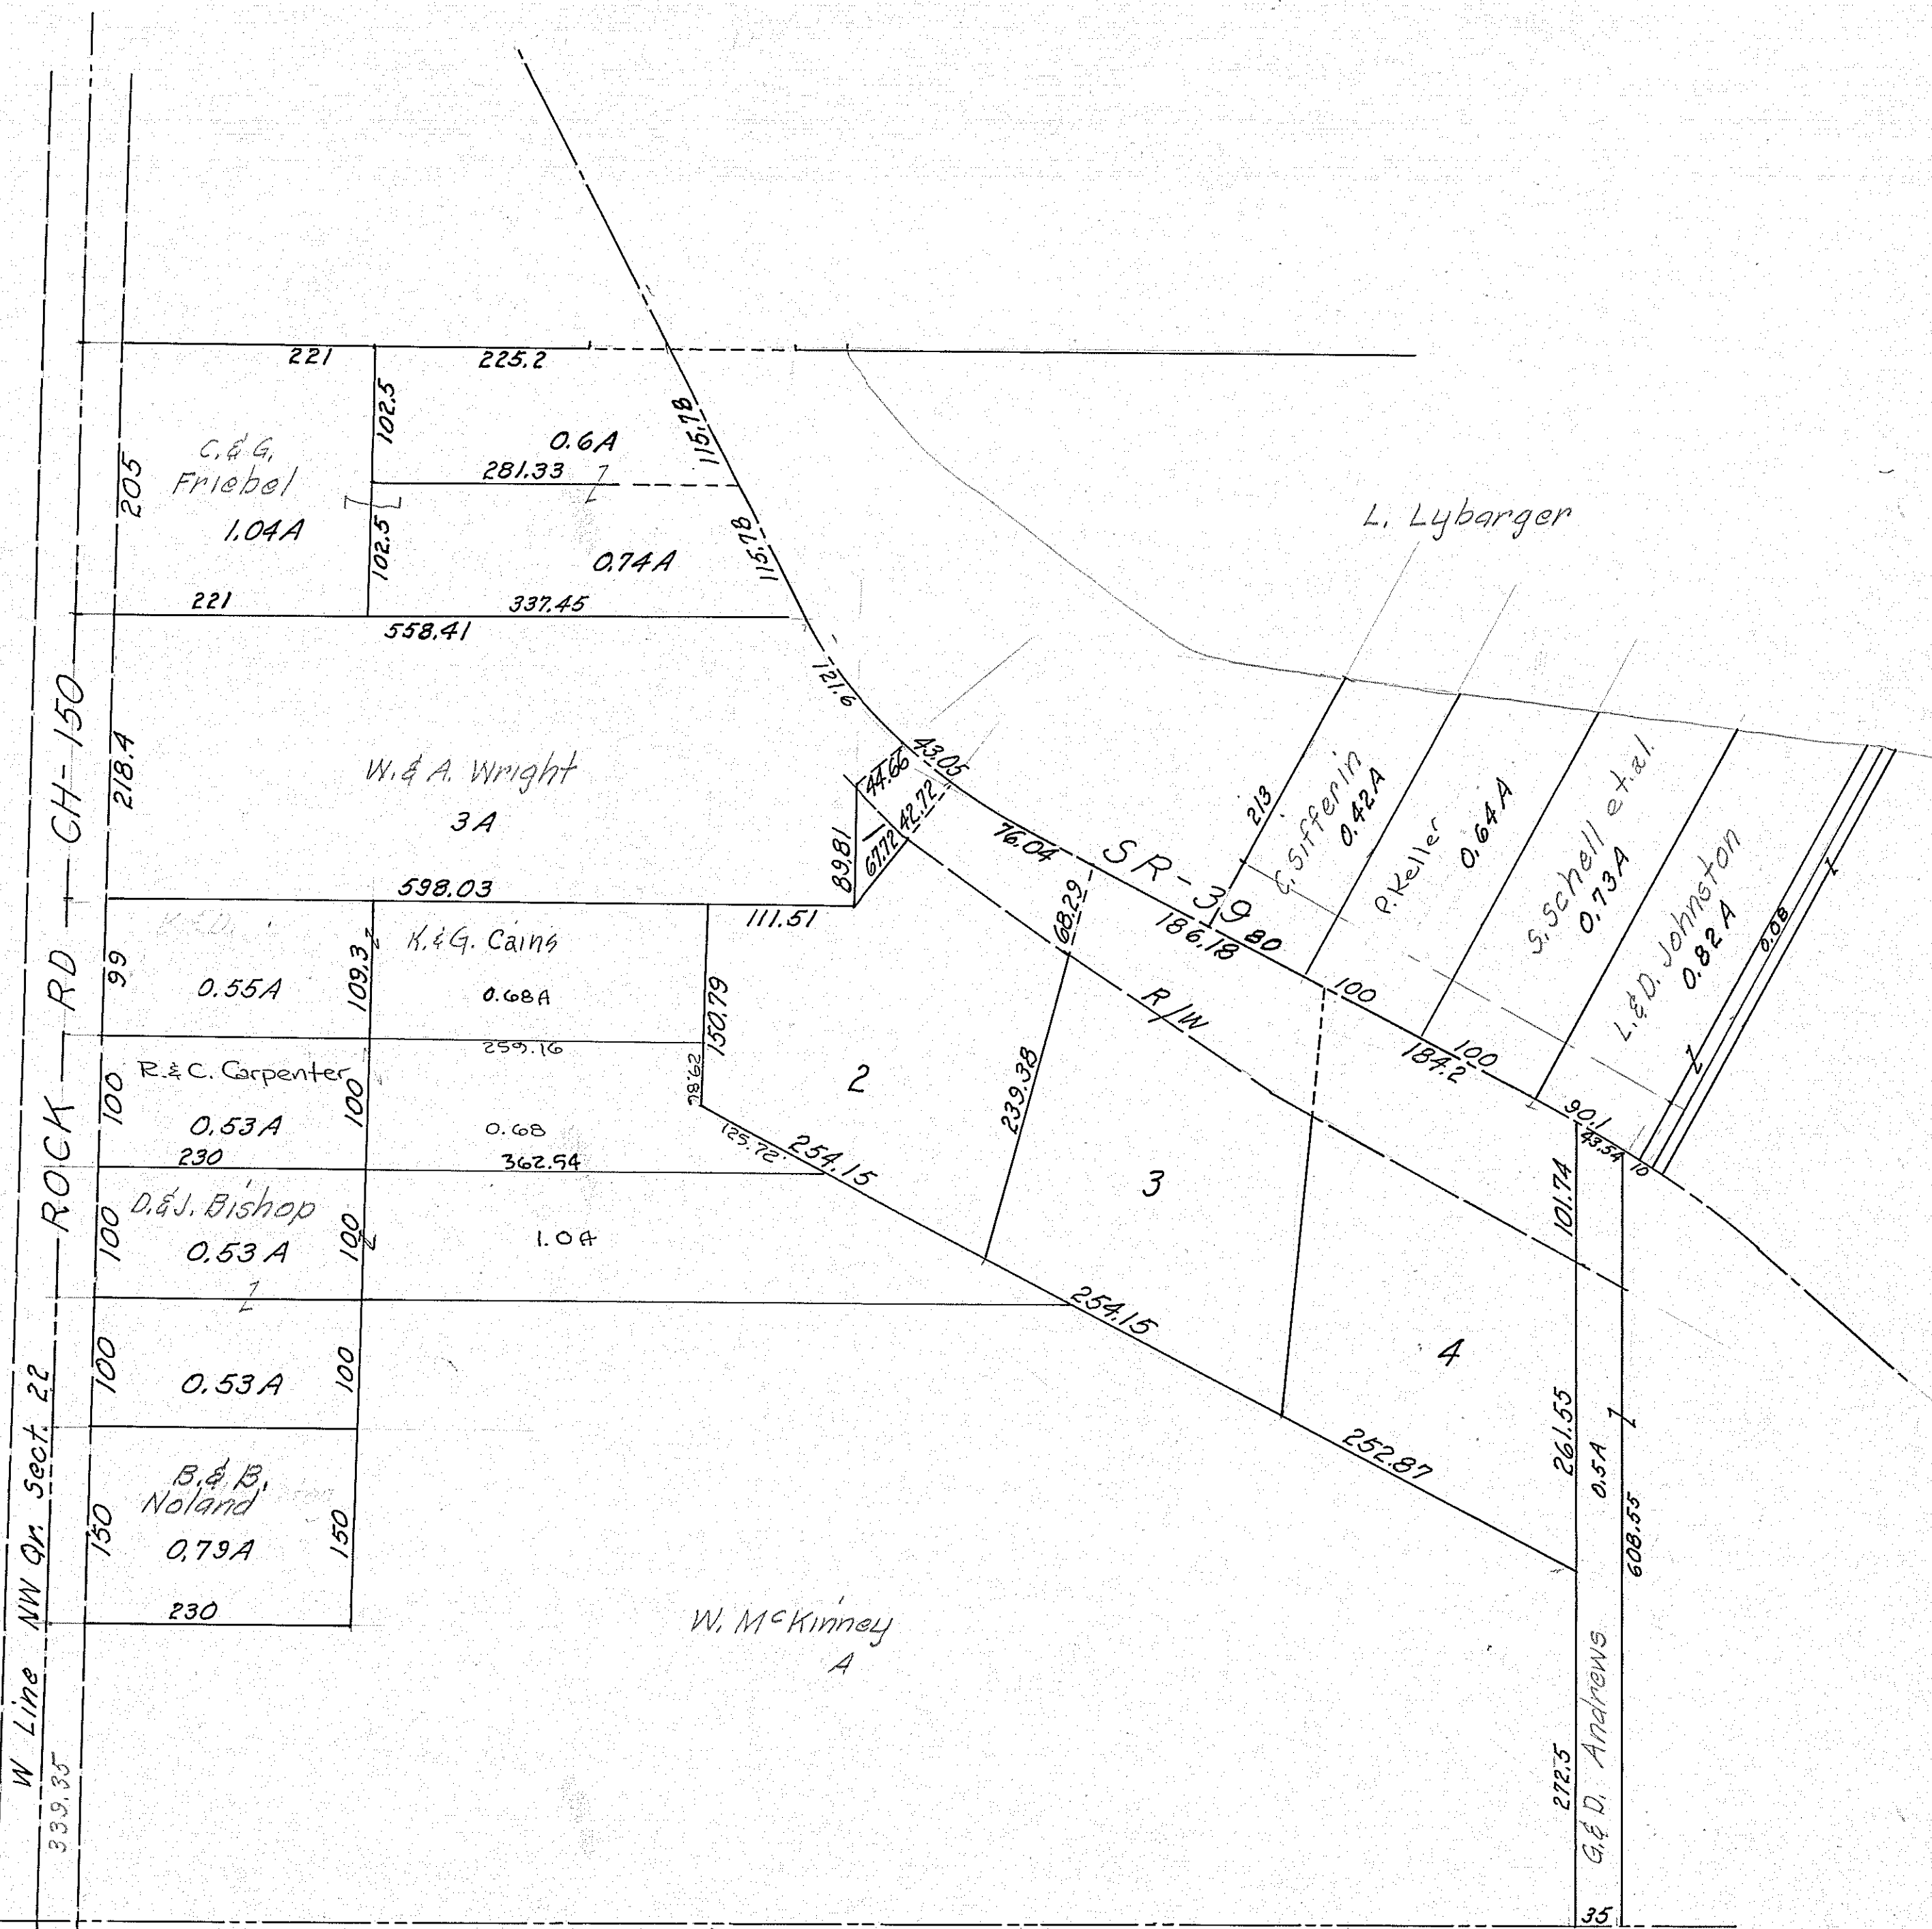 221
225.2
102.5
115.78
0.6A
281.33
C. & G.
Friebel
1.04A
205
102.5
115.78
0.74A
221
337.45
558.41
L. Lybarger
121.6
218.4
W. & A. Wright
3A
44.66
43.05
42.72
67.72
89.81
598.03
111.51
76.04
SR-39
68.29
186.18
80
213
C. Sifferin
0.42A
P. Keller
0.64A
S. Schell et.al.
0.73A
L. & D. Johnston
0.82A
0.08
100
100
184.2
90.1
43.54
10
R/W
K. & D.
99
0.55A
109.3
K. & G. Cains
0.68A
150.79
259.16
29.86
R. & C. Carpenter
100
0.53A
100
230
0.68
362.54
125.72
254.15
2
239.38
3
D. & J. Bishop
100
0.53A
100
1.0A
254.15
101.74
4
100
0.53A
100
252.87
261.55
0.5A
608.55
B. & B.
Noland
150
0.79A
150
230
W. McKinney
A
G. & D. Andrews
272.5
35
ROCK RD GH-150
W Line NW Qr. Sect. 22
339.35